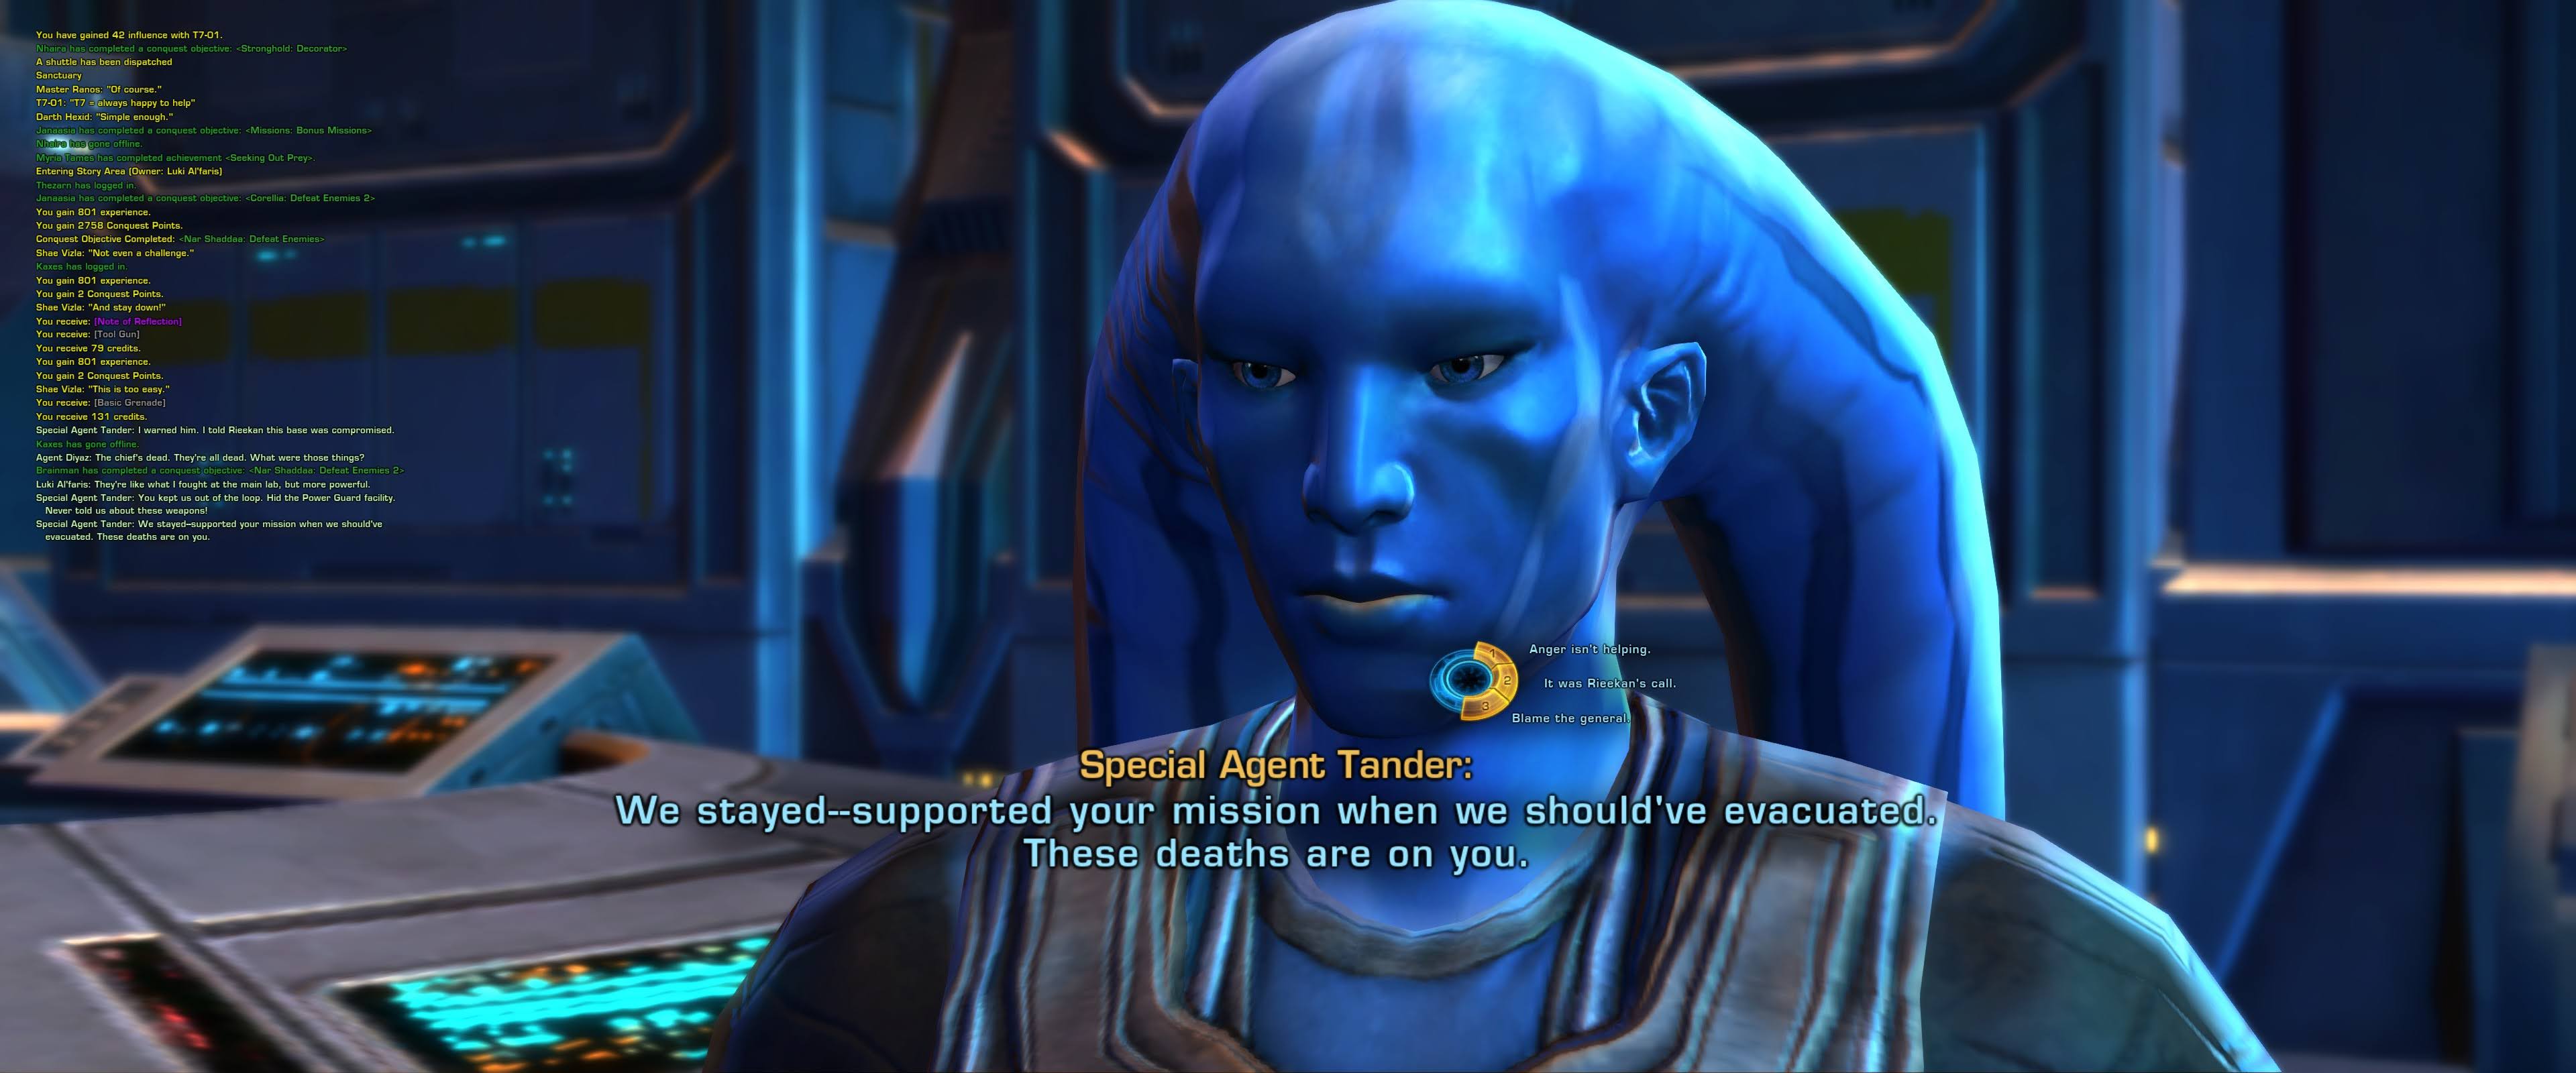 You have gained 42 influence with T7-01.
Nhaira has completed a conquest objective: <Stronghold: Decorator>
A shuttle has been dispatched
Sanctuary
Master Ranos: "Of course."
T7-01: "T7 = always happy to help"
Darth Hexid: "Simple enough."
Janaasia has completed a conquest objective: <Missions: Bonus Missions>
Nhaira has gone offline.
Myria Tames has completed achievement <Seeking Out Prey>.
Entering Story Area (Owner: Luki Al'faris)
Thezarn has logged in.
Janaasia has completed a conquest objective: <Corellia: Defeat Enemies 2>
You gain 801 experience.
You gain 2758 Conquest Points.
Conquest Objective Completed: <Nar Shaddaa: Defeat Enemies>
Shae Vizla: "Not even a challenge."
Kaxes has logged in.
You gain 801 experience.
You gain 2 Conquest Points.
Shae Vizla: "And stay down!"
You receive: [Note of Reflection]
You receive: [Tool Gun]
You receive 79 credits.
You gain 801 experience.
You gain 2 Conquest Points.
Shae Vizla: "This is too easy."
You receive: [Basic Grenade]
You receive 131 credits.
Special Agent Tander: I warned him. I told Rieekan this base was compromised.
Kaxes has gone offline.
Agent Diyaz: The chief's dead. They're all dead. What were those things?
Brainman has completed a conquest objective: <Nar Shaddaa: Defeat Enemies 2>
Luki Al'faris: They're like what I fought at the main lab, but more powerful.
Special Agent Tander: You kept us out of the loop. Hid the Power Guard facility.
Never told us about these weapons!
Special Agent Tander: We stayed--supported your mission when we should've
evacuated. These deaths are on you.
1 Anger isn't helping.
2 It was Rieekan's call.
3 Blame the general.
Special Agent Tander:
We stayed--supported your mission when we should've evacuated.
These deaths are on you.